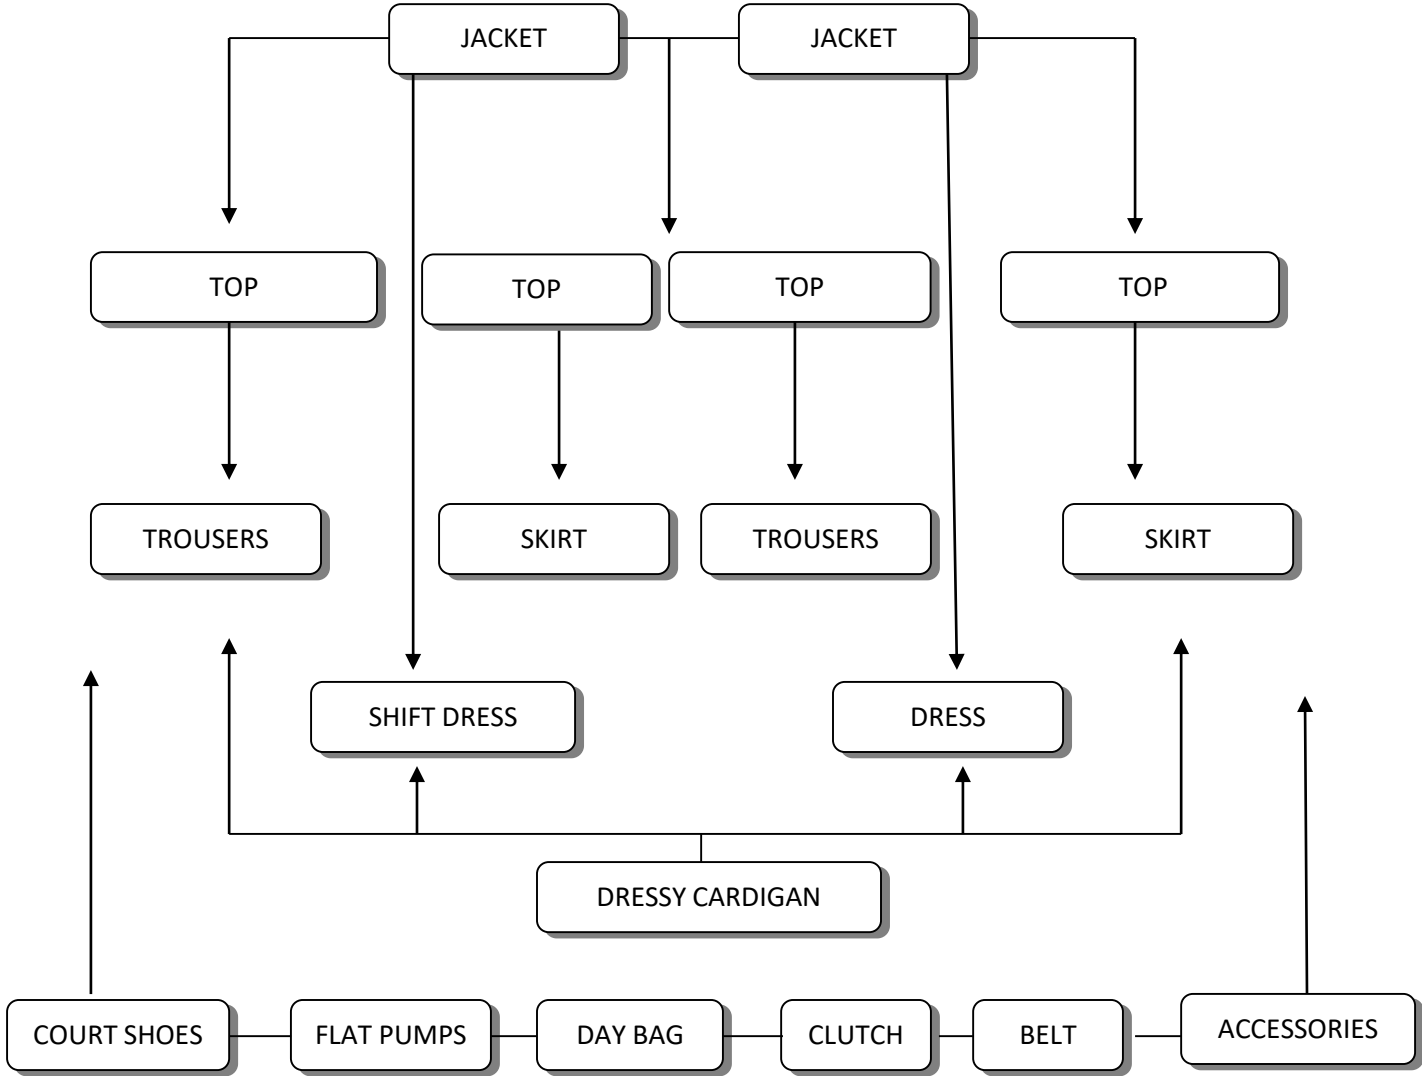 JACKET
JACKET
TOP
TOP
TOP
TOP
TROUSERS
SKIRT
TROUSERS
SKIRT
SHIFT DRESS
DRESS
DRESSY CARDIGAN
COURT SHOES
FLAT PUMPS
DAY BAG
CLUTCH
BELT
ACCESSORIES